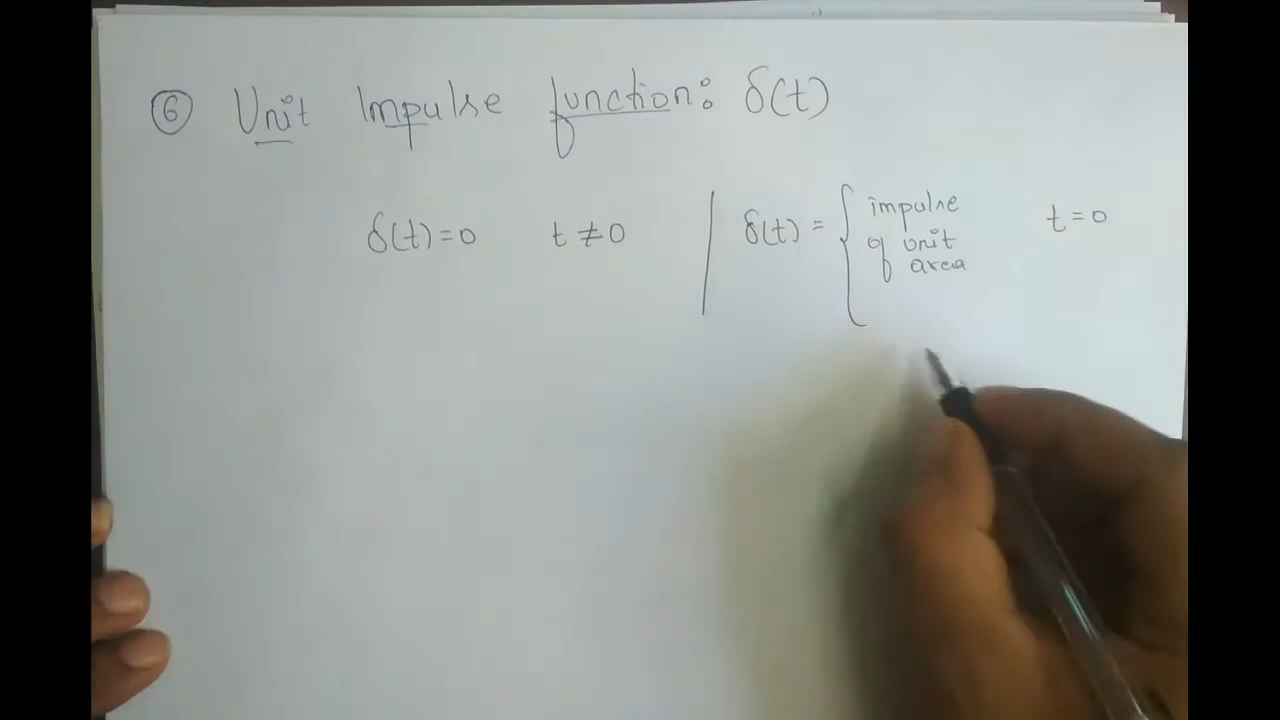 ⑥ Unit Impulse function: δ(t)
δ(t)=0 t≠0 | δ(t)= { impulse t=0
of unit
area